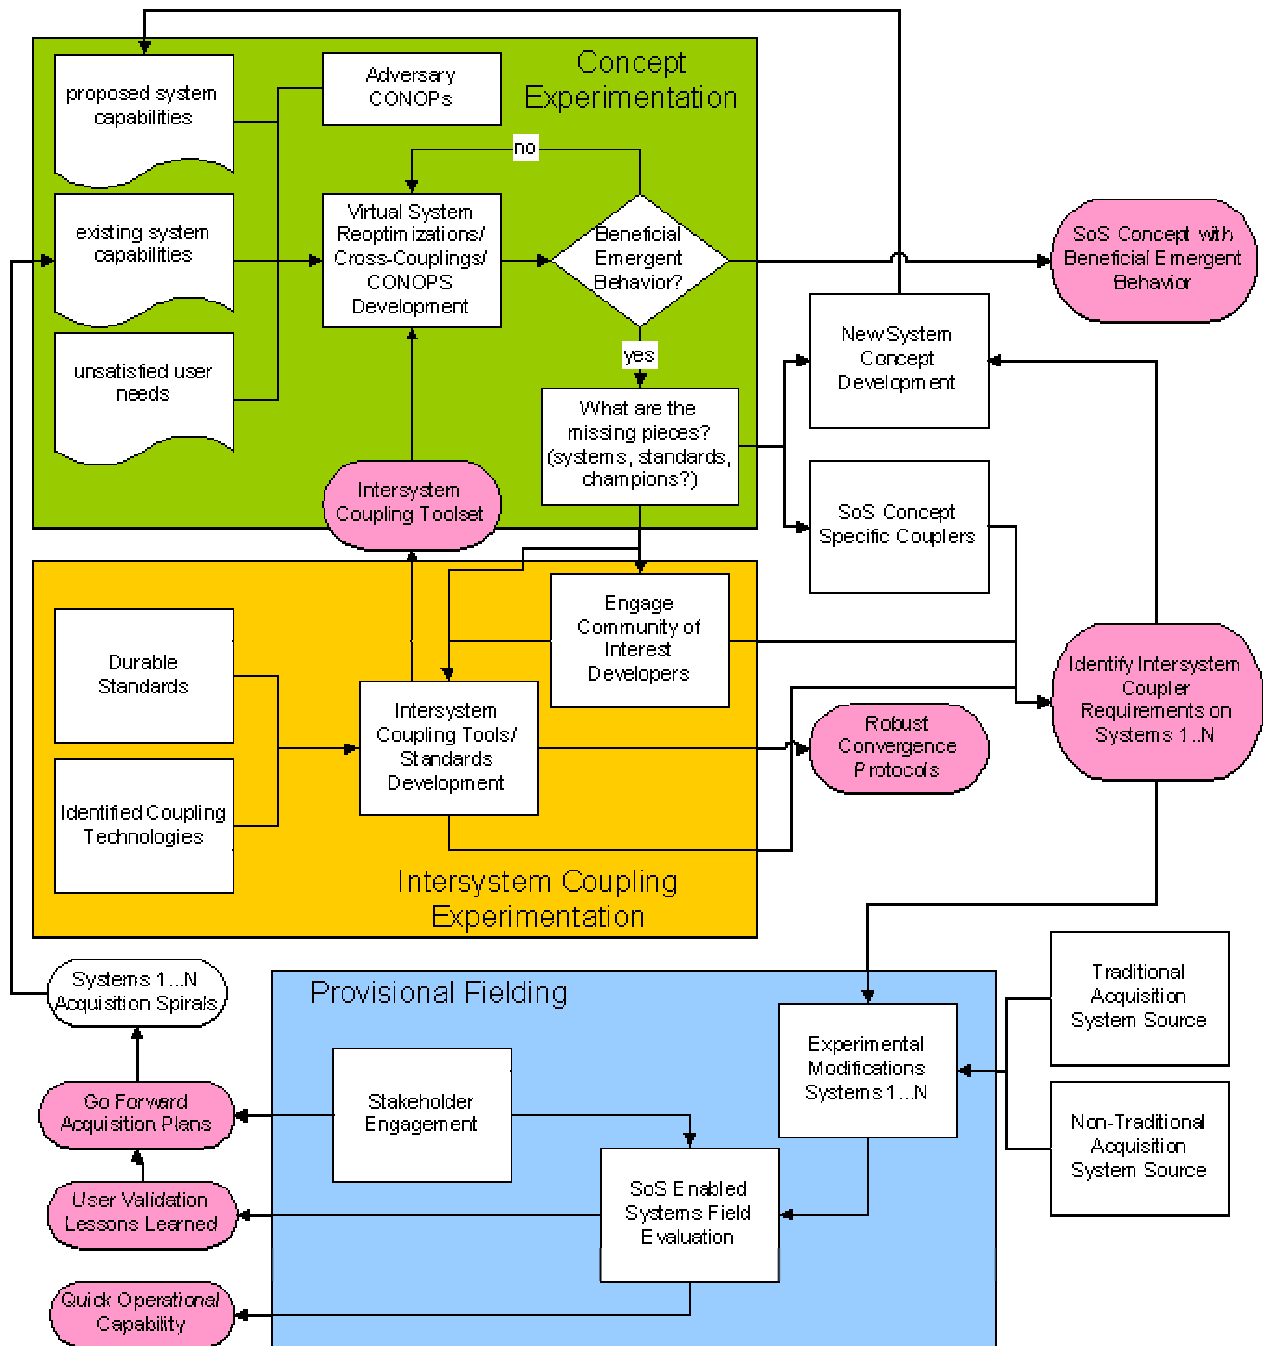 Concept
Experimentation
proposed system
capabilities
Adversary
CONOPs
no
existing system
capabilities
Virtual System
Reoptimizations/
Cross-Couplings/
CONOPS
Development
Beneficial
Emergent
Behavior?
SoS Concept with
Beneficial Emergent
Behavior
unsatisfied user
needs
yes
New System
Concept
Development
What are the
missing pieces?
(systems, standards,
champions?)
Intersystem
Coupling Toolset
SoS Concept
Specific Couplers
Engage
Community of
Interest
Developers
Durable
Standards
Identify Intersystem
Coupler
Requirements on
Systems 1..N
Intersystem
Coupling Tools/
Standards
Development
Robust
Convergence
Protocols
Identified Coupling
Technologies
Intersystem Coupling
Experimentation
Systems 1...N
Acquisition Spirals
Provisional Fielding
Traditional
Acquisition
System Source
Experimental
Modifications
Systems 1...N
Go Forward
Acquisition Plans
Stakeholder
Engagement
Non-Traditional
Acquisition
System Source
User Validation
Lessons Learned
SoS Enabled
Systems Field
Evaluation
Quick Operational
Capability